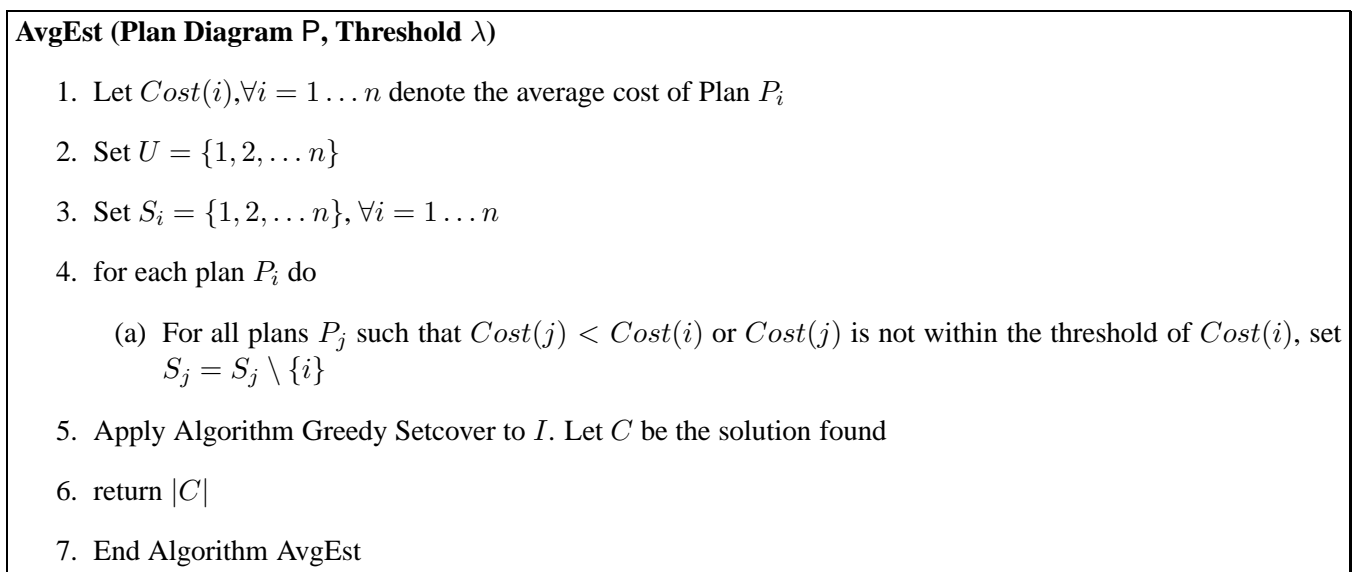 AvgEst (Plan Diagram P, Threshold λ)
1. Let Cost(i),∀i = 1 . . . n denote the average cost of Plan P_i
2. Set U = {1, 2, . . . n}
3. Set S_i = {1, 2, . . . n}, ∀i = 1 . . . n
4. for each plan P_i do
(a) For all plans P_j such that Cost(j) < Cost(i) or Cost(j) is not within the threshold of Cost(i), set
S_j = S_j \ {i}
5. Apply Algorithm Greedy Setcover to I. Let C be the solution found
6. return |C|
7. End Algorithm AvgEst